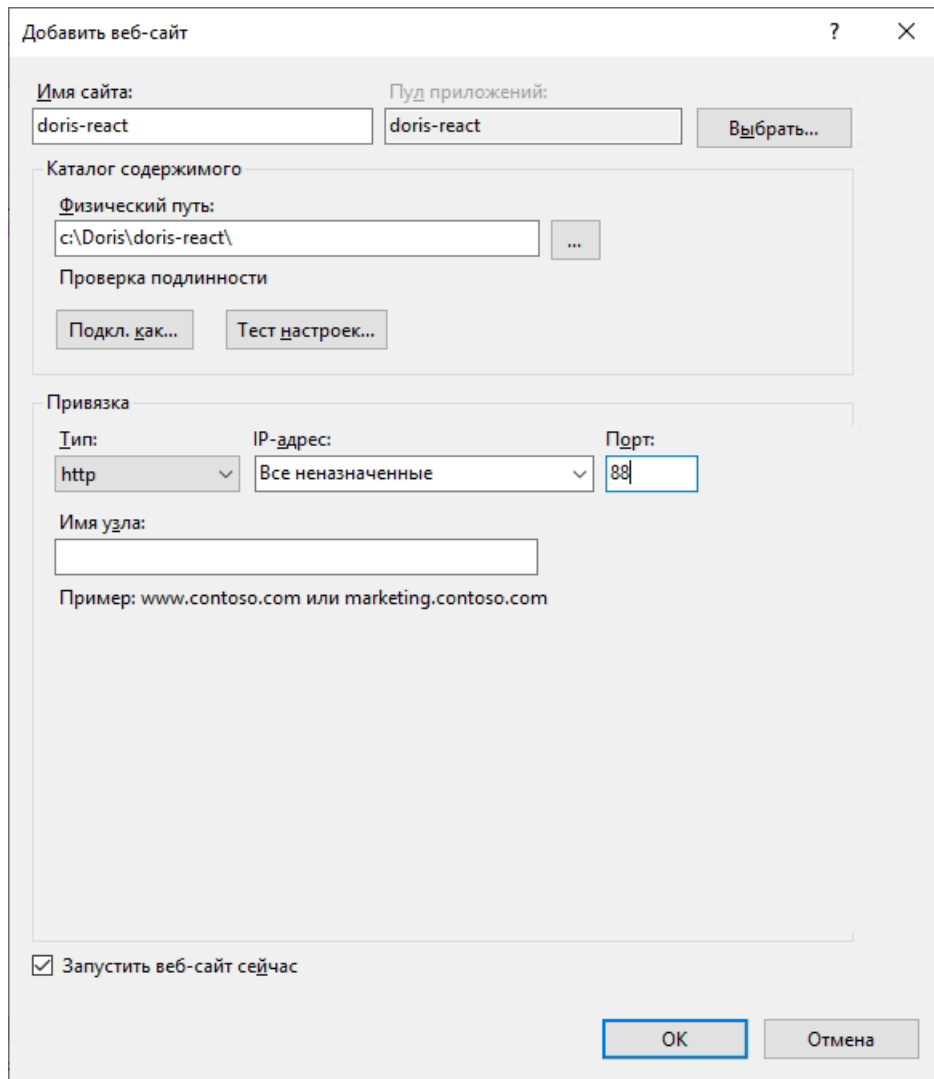 Добавить веб-сайт ?
Имя сайта: Пул приложений:
doris-react doris-react Выбрать...
Каталог содержимого
Физический путь:
c:\Doris\doris-react\ ...
Проверка подлинности
Подкл. как... Тест настроек...
Привязка
Тип: IP-адрес: Порт:
http Все неназначенные 88
Имя узла:
Пример: www.contoso.com или marketing.contoso.com
Запустить веб-сайт сейчас
ОК Отмена